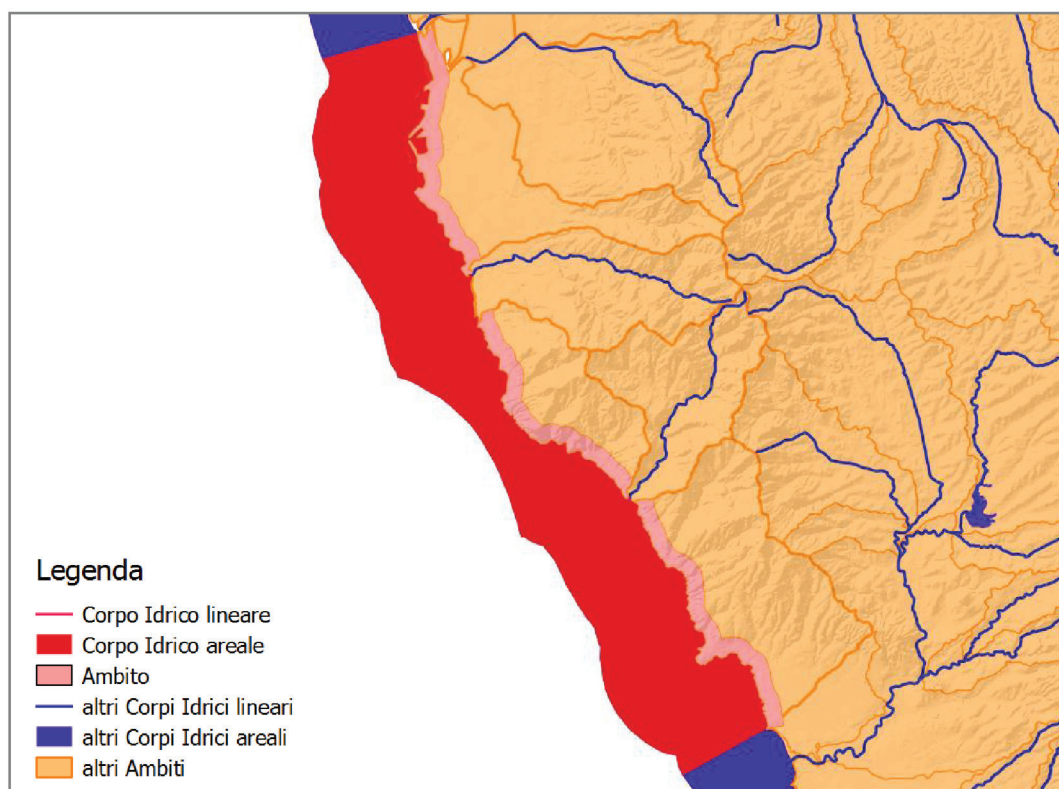 Legenda
Corpo Idrico lineare
Corpo Idrico areale
Ambito
altri Corpi Idrici lineari
altri Corpi Idrici areali
altri Ambiti